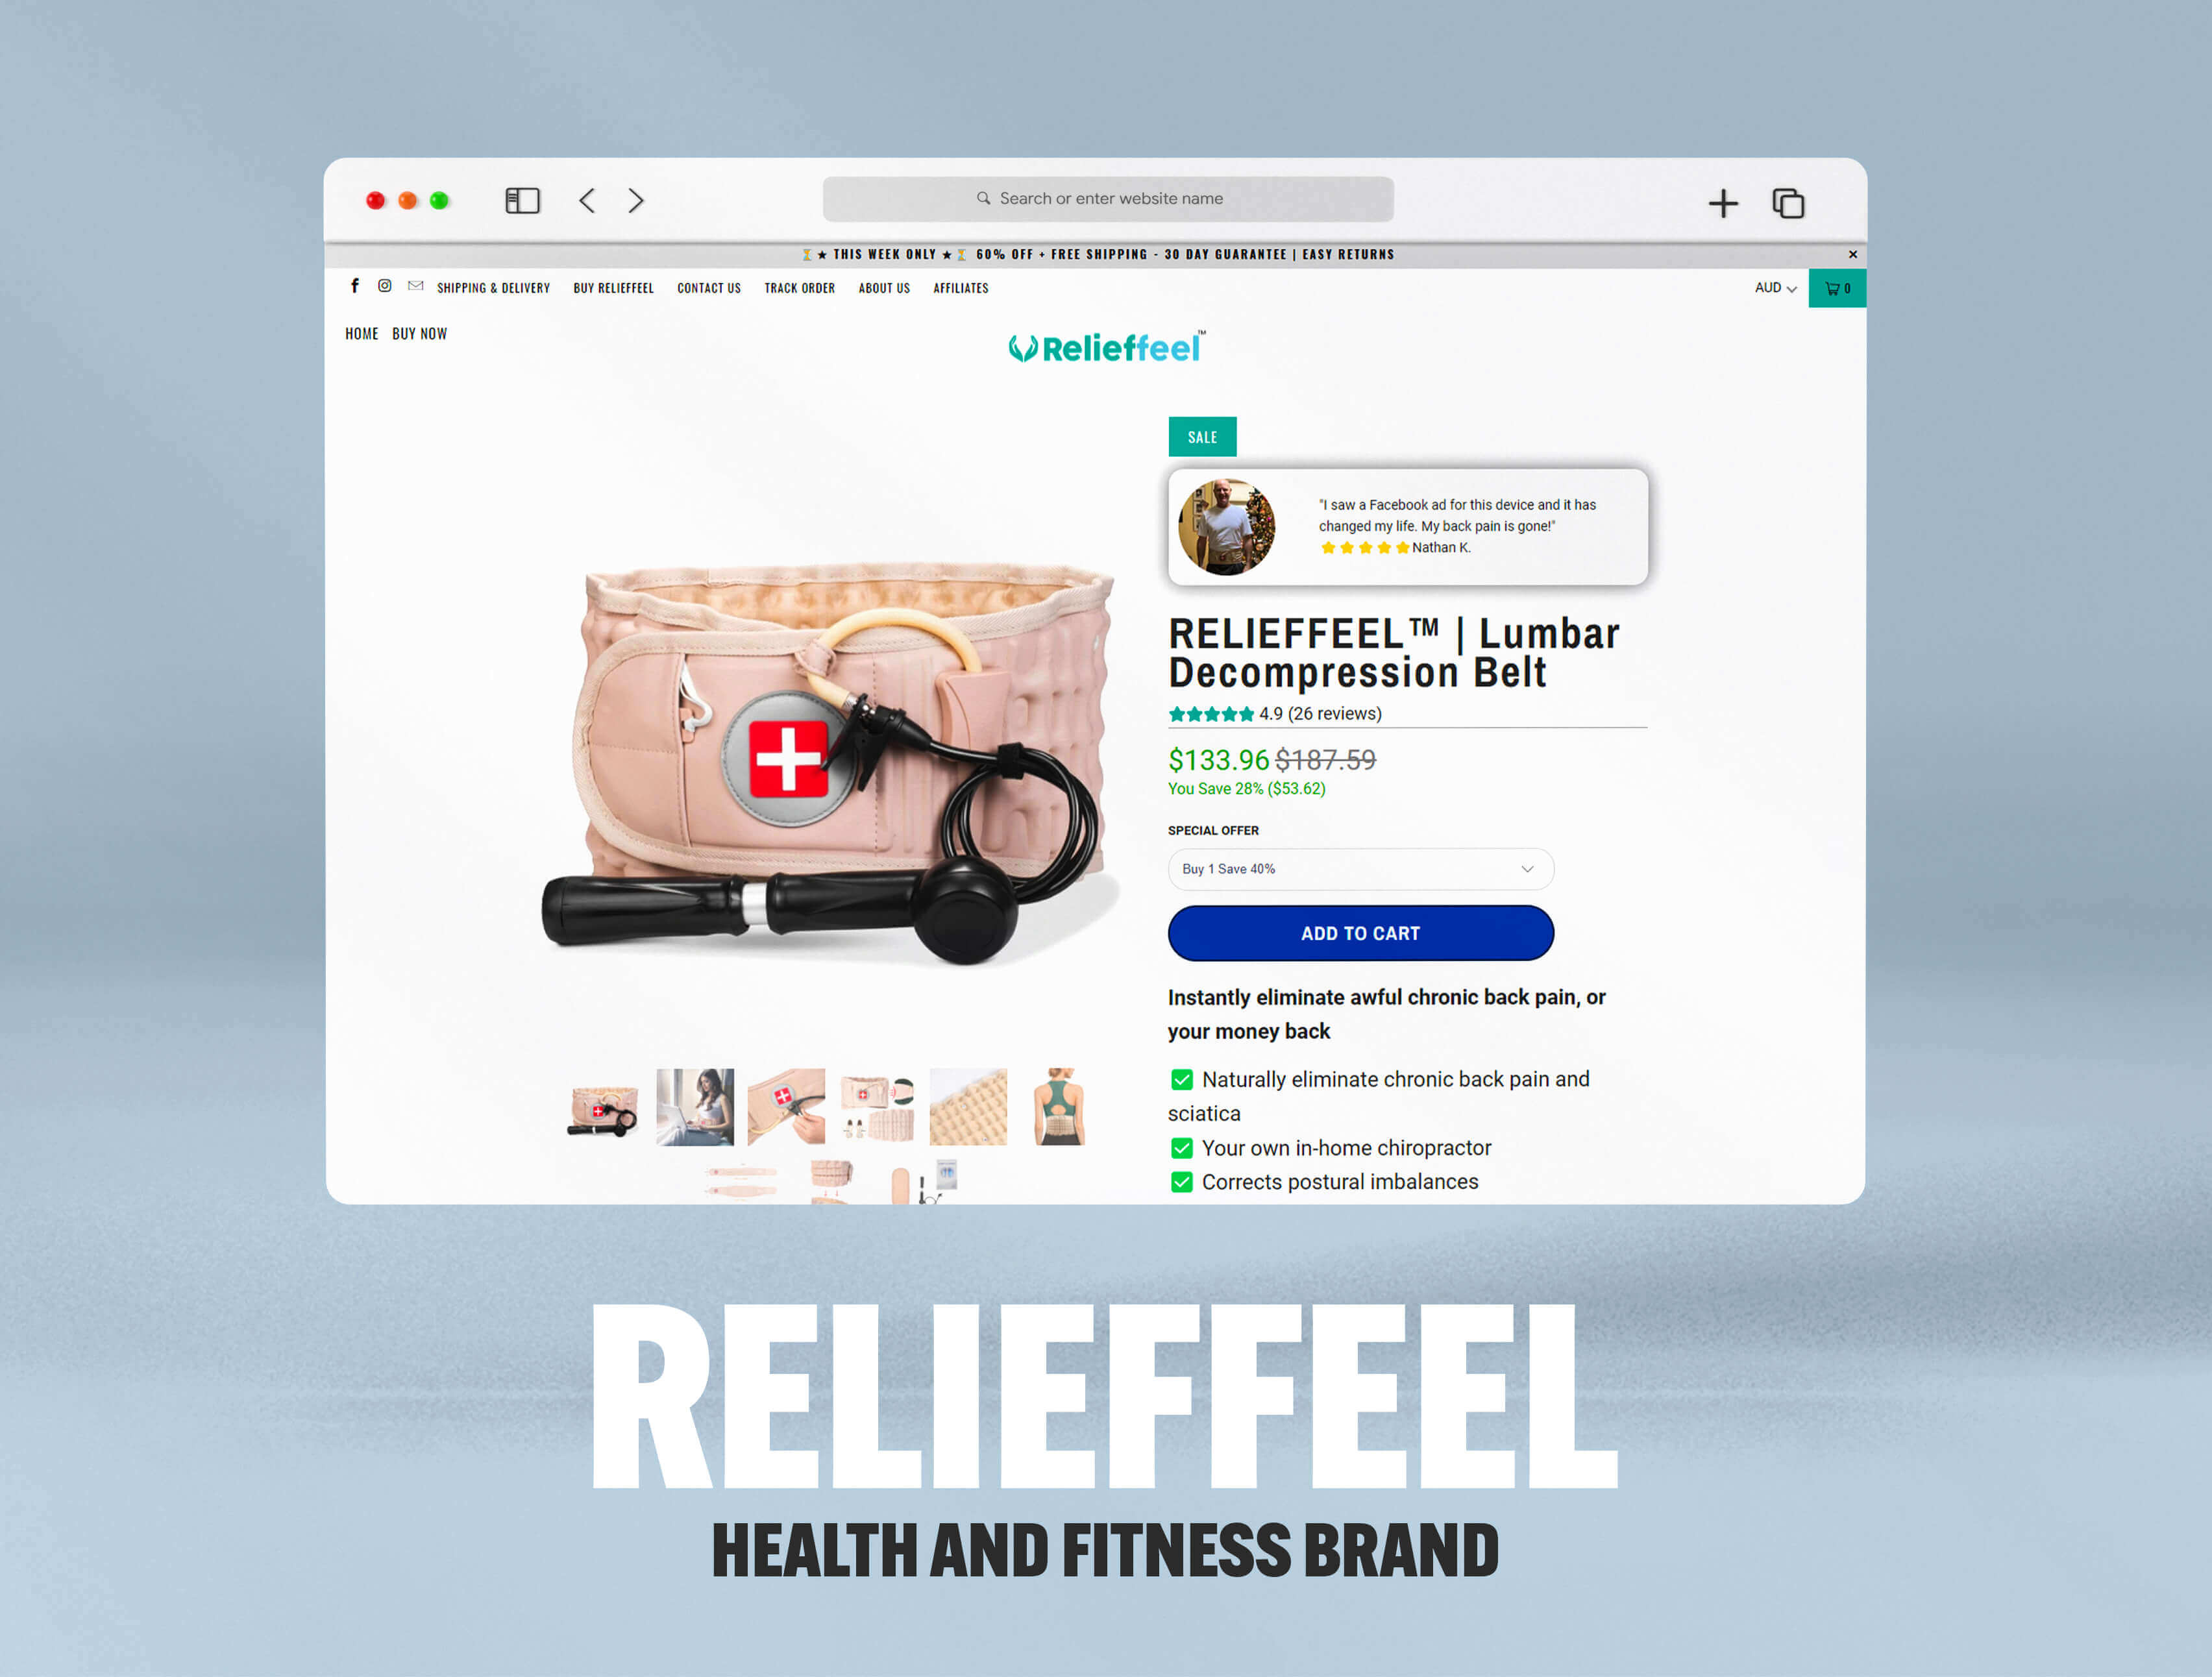 Search or enter website name
⏳ ★ THIS WEEK ONLY ★ ⏳ 60% OFF + FREE SHIPPING - 30 DAY GUARANTEE | EASY RETURNS
SHIPPING & DELIVERY BUY RELIEFFEEL CONTACT US TRACK ORDER ABOUT US AFFILIATES AUD 0
HOME BUY NOW
Relieffeel™
SALE
"I saw a Facebook ad for this device and it has
changed my life. My back pain is gone!"
⭐⭐⭐⭐⭐Nathan K.
RELIEFFEEL™ | Lumbar
Decompression Belt
★★★★★ 4.9 (26 reviews)
$133.96 $187.59
You Save 28% ($53.62)
SPECIAL OFFER
Buy 1 Save 40%
ADD TO CART
Instantly eliminate awful chronic back pain, or
your money back
✅ Naturally eliminate chronic back pain and
sciatica
✅ Your own in-home chiropractor
✅ Corrects postural imbalances
RELIEFFEEL
HEALTH AND FITNESS BRAND